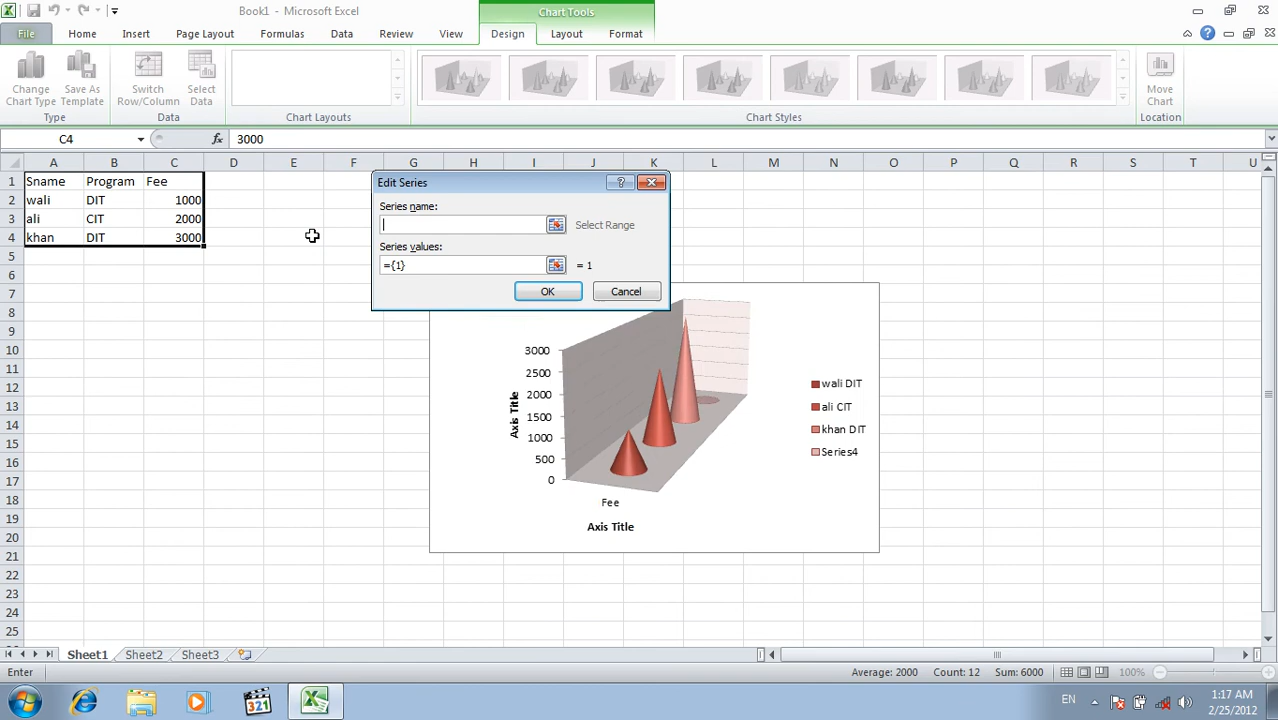 Book1 - Microsoft Excel
Chart Tools
File Home Insert Page Layout Formulas Data Review View Design Layout Format
Change Chart Type
Save As Template
Switch Row/Column
Select Data
Move Chart
Type Data Chart Layouts Chart Styles Location
C4 fx 3000
A B C D E F G H I J K L M N O P Q R S T U
1 Sname Program Fee
2 wali DIT 1000
3 ali CIT 2000
4 khan DIT 3000
5
6
7
8
9
10
11
12
13
14
15
16
17
18
19
20
21
22
23
24
25
Edit Series
Series name:
Select Range
Series values:
={1} = 1
OK Cancel
3000
2500
2000
1500
1000
500
0
Axis Title
Fee
Axis Title
wali DIT
ali CIT
khan DIT
Series4
Sheet1 Sheet2 Sheet3
Enter Average: 2000 Count: 12 Sum: 6000 100%
321
EN
1:17 AM
2/25/2012